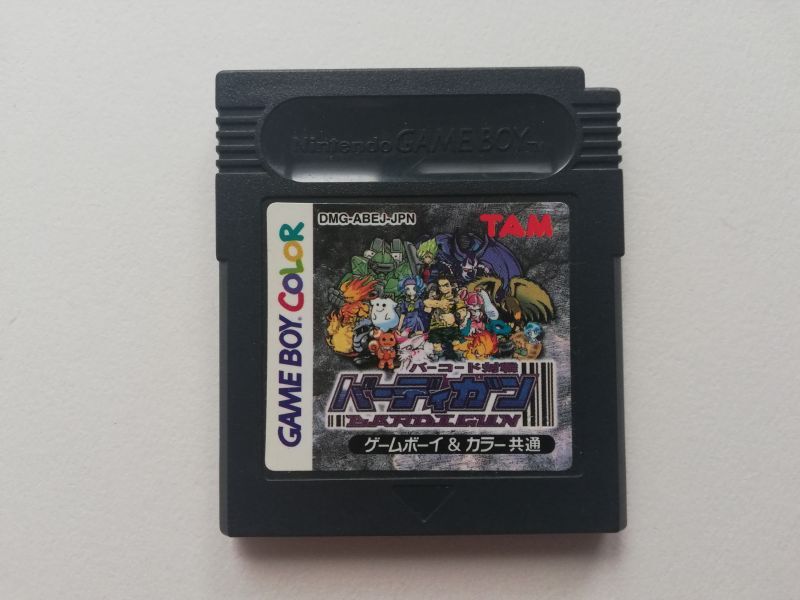 Nintendo GAME BOY TM
DMG-ABEJ-JPN
TAM
GAME BOY COLOR
バーコード対戦
バーディガン
BARDIGUN
ゲームボーイ & カラー共通